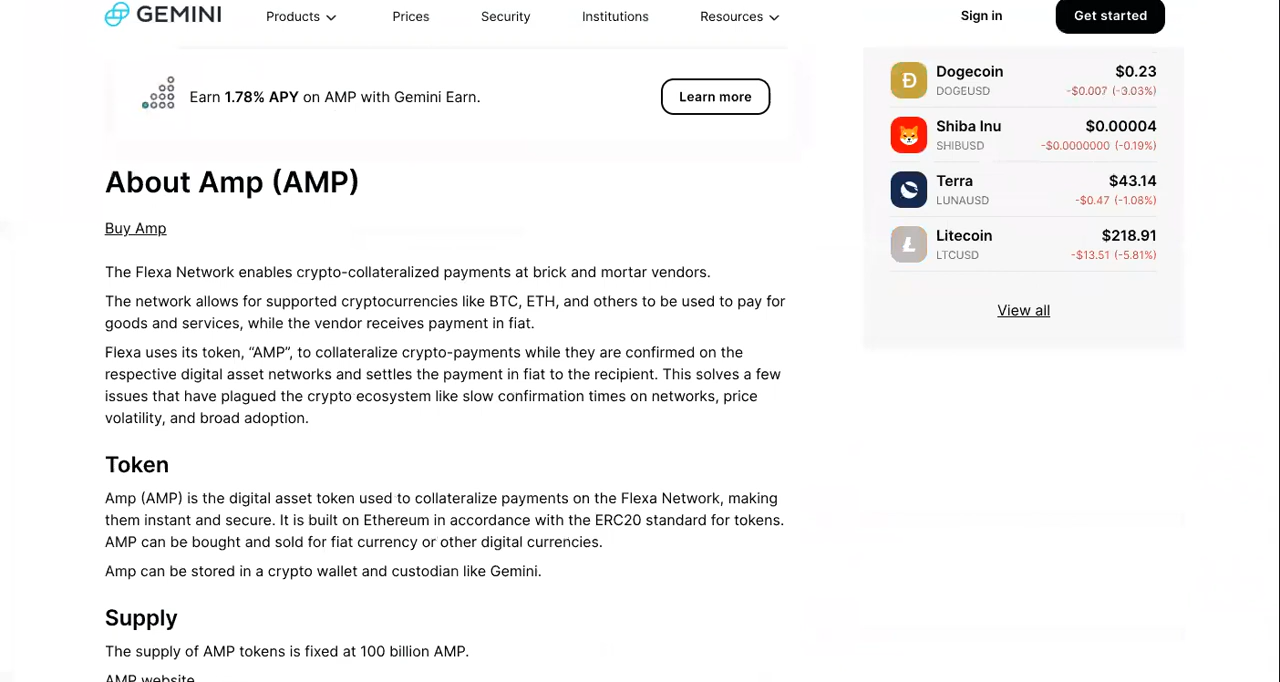 GEMINI
Products
Prices
Security
Institutions
Resources
Sign in
Get started
Earn 1.78% APY on AMP with Gemini Earn.
Learn more
About Amp (AMP)
Buy Amp
The Flexa Network enables crypto-collateralized payments at brick and mortar vendors.
The network allows for supported cryptocurrencies like BTC, ETH, and others to be used to pay for
goods and services, while the vendor receives payment in fiat.
Flexa uses its token, “AMP”, to collateralize crypto-payments while they are confirmed on the
respective digital asset networks and settles the payment in fiat to the recipient. This solves a few
issues that have plagued the crypto ecosystem like slow confirmation times on networks, price
volatility, and broad adoption.
Token
Amp (AMP) is the digital asset token used to collateralize payments on the Flexa Network, making
them instant and secure. It is built on Ethereum in accordance with the ERC20 standard for tokens.
AMP can be bought and sold for fiat currency or other digital currencies.
Amp can be stored in a crypto wallet and custodian like Gemini.
Supply
The supply of AMP tokens is fixed at 100 billion AMP.
AMP website
Dogecoin $0.23
DOGEUSD -$0.007 (-3.03%)
Shiba Inu $0.00004
SHIBUSD -$0.0000000 (-0.19%)
Terra $43.14
LUNAUSD -$0.47 (-1.08%)
Litecoin $218.91
LTCUSD -$13.51 (-5.81%)
View all